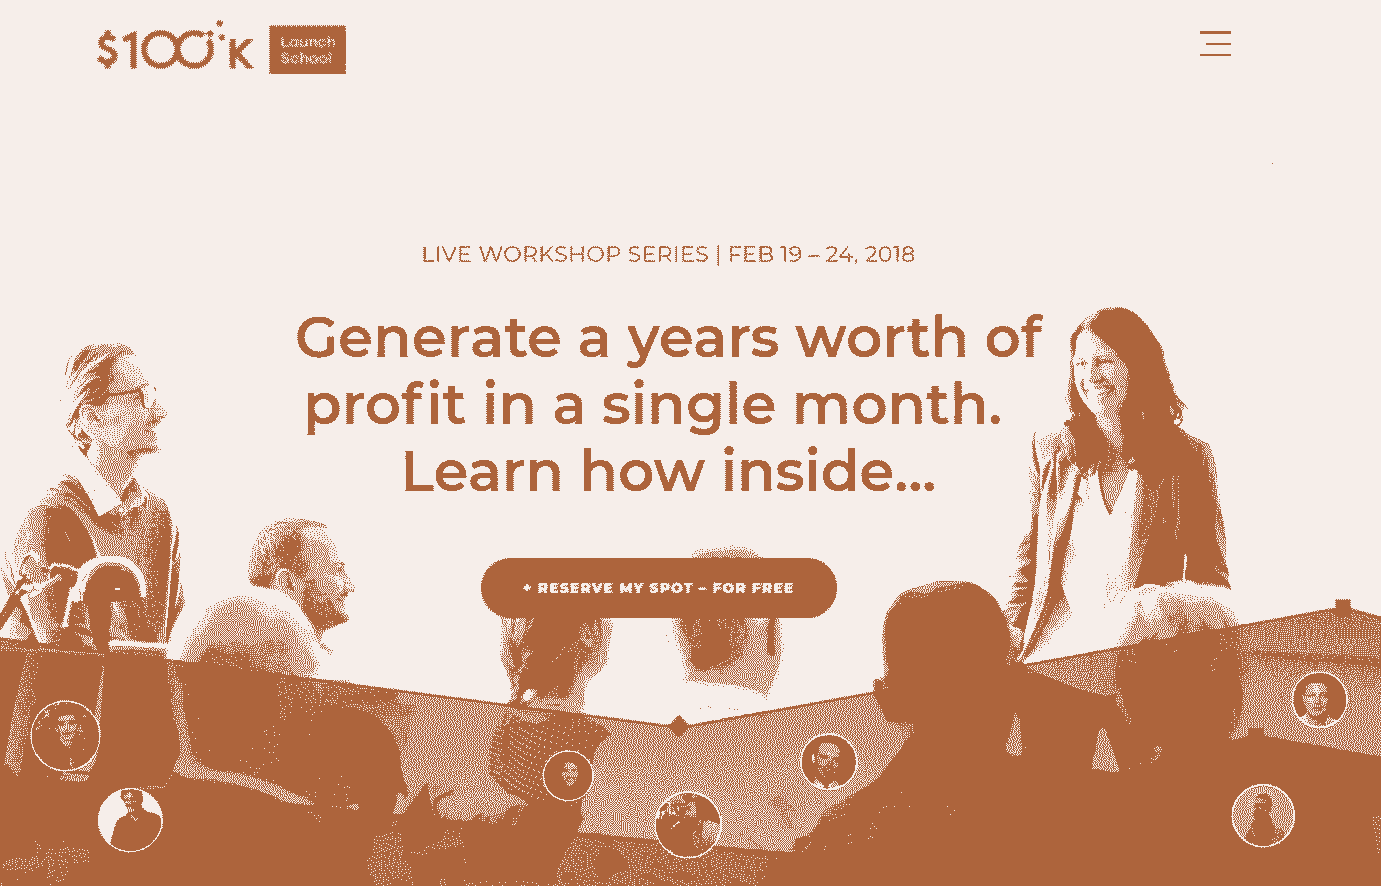 $100K
Launch
School
LIVE WORKSHOP SERIES | FEB 19 – 24, 2018
Generate a years worth of
profit in a single month.
Learn how inside...
+ RESERVE MY SPOT – FOR FREE